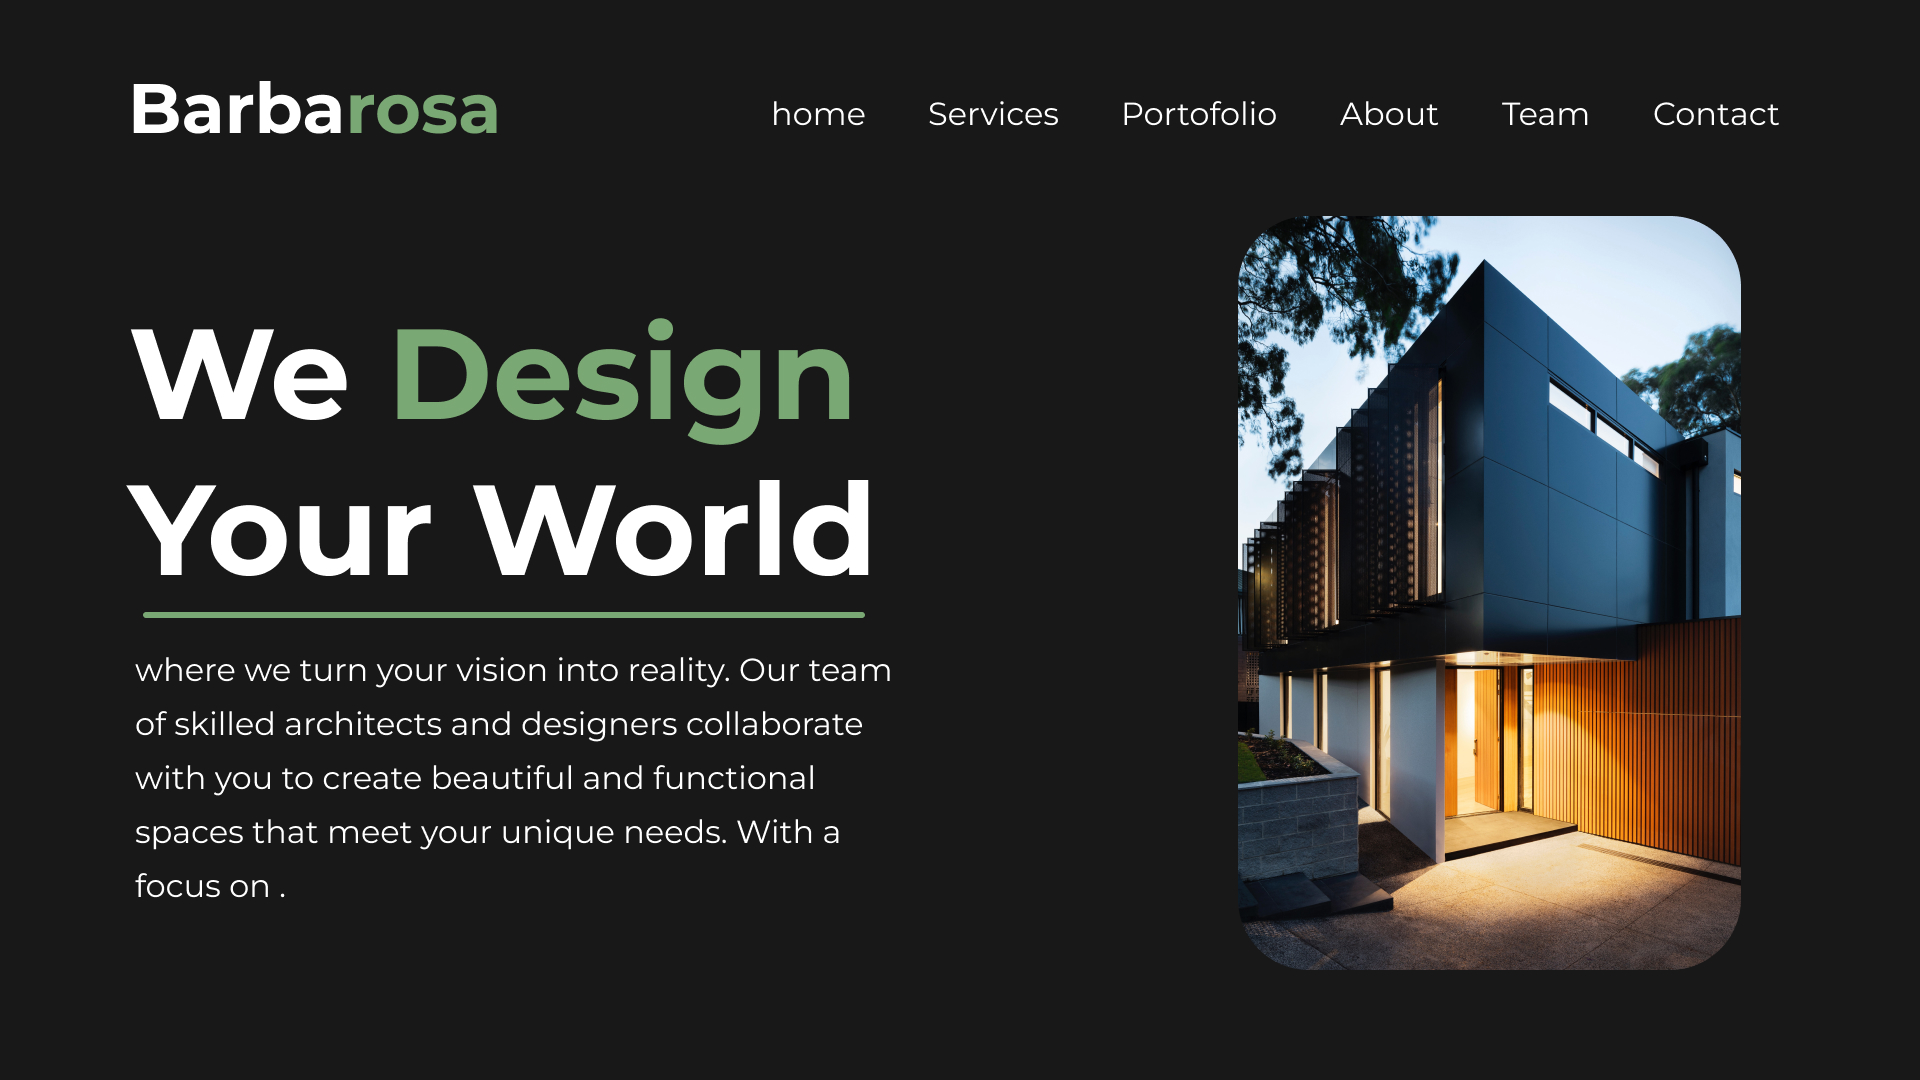 Barbarosa
home Services Portofolio About Team Contact
We Design
Your World
where we turn your vision into reality. Our team
of skilled architects and designers collaborate
with you to create beautiful and functional
spaces that meet your unique needs. With a
focus on .